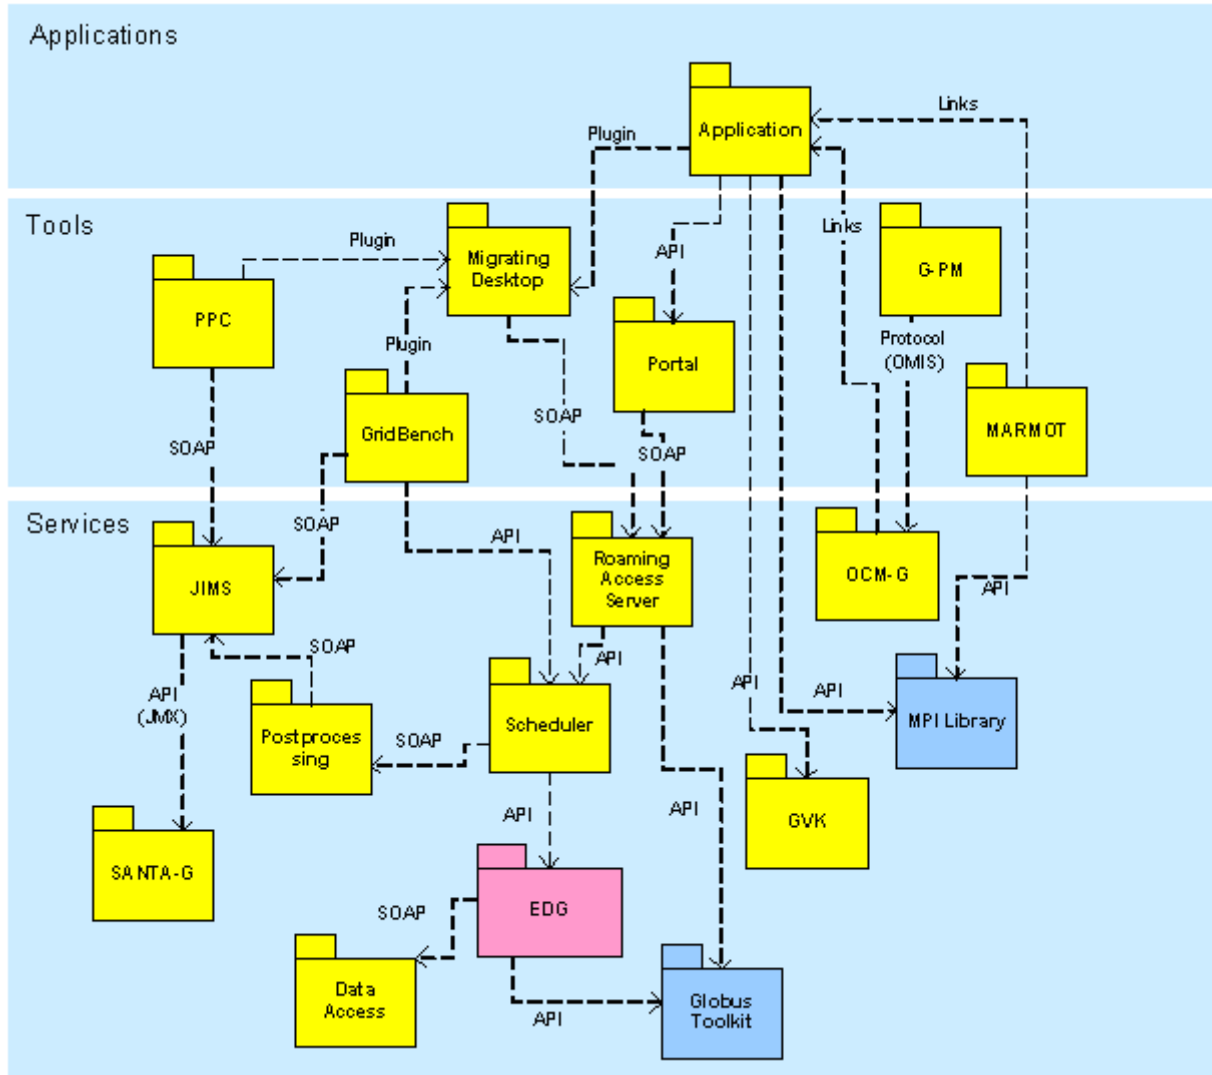 Applications
Links
Application
Plugin
Tools
Links
Plugin
Migrating
Desktop
API
G-PM
PPC
Plugin
Portal
Protocol
(OMIS)
SOAP
SOAP
GridBench
SOAP
MARMOT
Services
SOAP
API
Roaming
Access
Server
OCM-G
JIMS
API
SOAP
API
API
(JMX)
API
API
Scheduler
MPI Library
Postproces
sing
SOAP
API
API
GVK
SANTA-G
EDG
SOAP
Data
Access
API
Globus
Toolkit